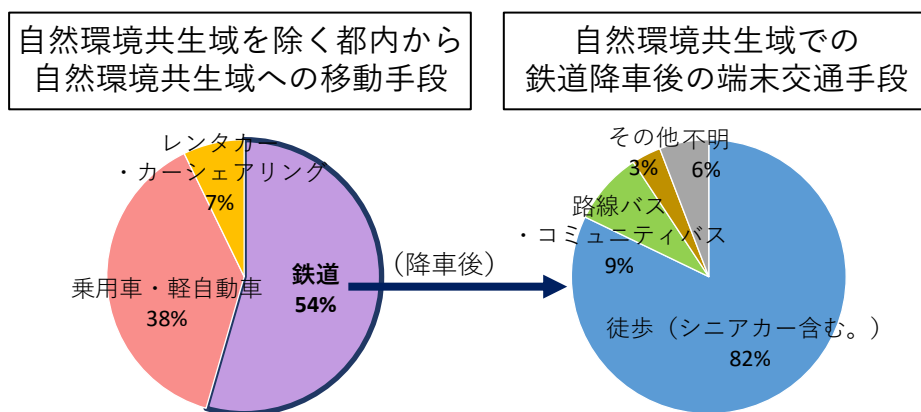 自然環境共生域を除く都内から
自然環境共生域への移動手段
自然環境共生域での
鉄道降車後の端末交通手段
レンタカー
・カーシェアリング
7%
乗用車・軽自動車
38%
鉄道
54%
（降車後）
その他
3%
不明
6%
路線バス
・コミュニティバス
9%
徒歩（シニアカー含む。）
82%